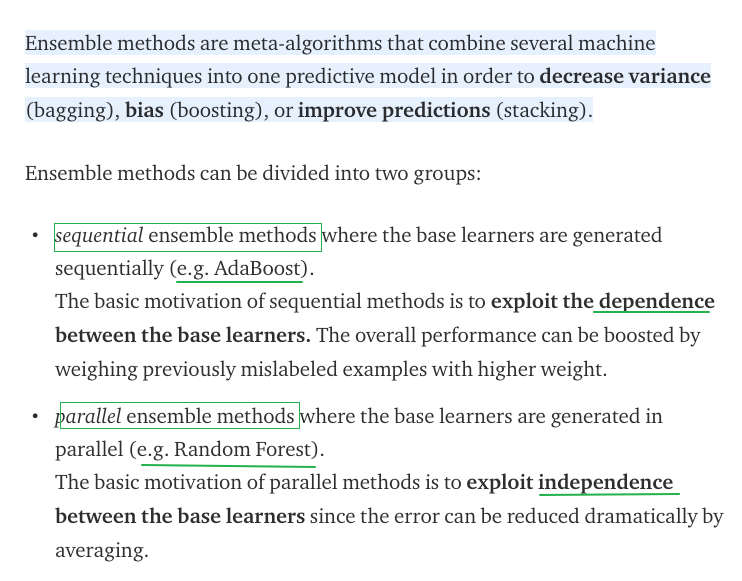 Ensemble methods are meta-algorithms that combine several machine
learning techniques into one predictive model in order to decrease variance
(bagging), bias (boosting), or improve predictions (stacking).
Ensemble methods can be divided into two groups:
• sequential ensemble methods where the base learners are generated
sequentially (e.g. AdaBoost).
The basic motivation of sequential methods is to exploit the dependence
between the base learners. The overall performance can be boosted by
weighing previously mislabeled examples with higher weight.
• parallel ensemble methods where the base learners are generated in
parallel (e.g. Random Forest).
The basic motivation of parallel methods is to exploit independence
between the base learners since the error can be reduced dramatically by
averaging.